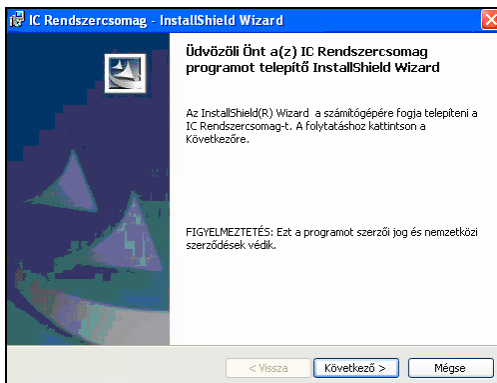 IC Rendszercsomag - InstallShield Wizard
Üdvözöli Önt a(z) IC Rendszercsomag
programot telepítő InstallShield Wizard
Az InstallShield(R) Wizard a számítógépére fogja telepíteni a
IC Rendszercsomag-t. A folytatáshoz kattintson a
Következőre.
FIGYELMEZTETÉS: Ezt a programot szerzői jog és nemzetközi
szerződések védik.
< Vissza
Következő >
Mégse